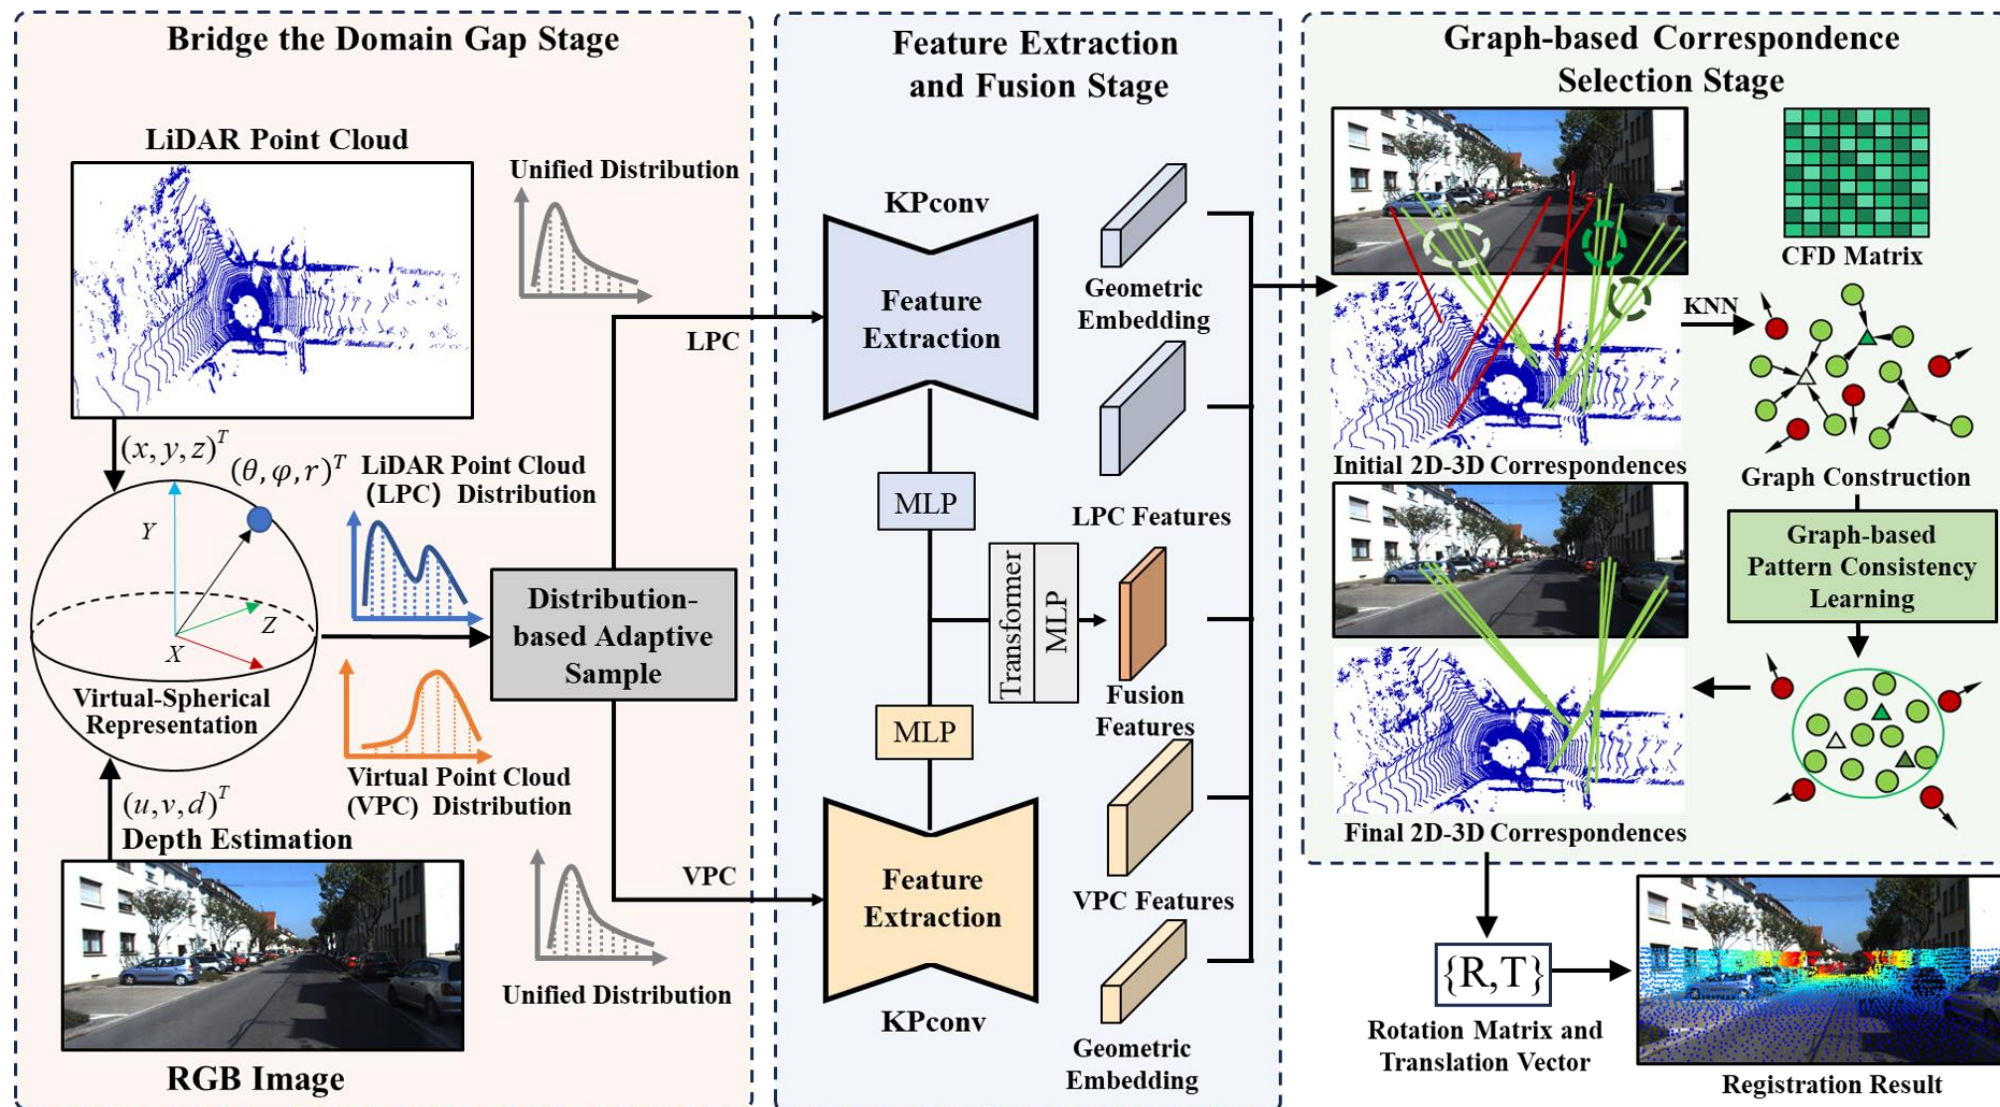 Bridge the Domain Gap Stage
LiDAR Point Cloud
Unified Distribution
(x, y, z)^T
(θ, φ, r)^T
LiDAR Point Cloud
(LPC) Distribution
Y
Z
X
Virtual-Spherical
Representation
Distribution-
based Adaptive
Sample
Virtual Point Cloud
(VPC) Distribution
(u, v, d)^T
Depth Estimation
RGB Image
Unified Distribution
LPC
VPC
Feature Extraction
and Fusion Stage
KPconv
Feature
Extraction
MLP
Transformer
MLP
MLP
Feature
Extraction
KPconv
Geometric
Embedding
LPC Features
Fusion
Features
VPC Features
Geometric
Embedding
Graph-based Correspondence
Selection Stage
CFD Matrix
KNN
Initial 2D-3D Correspondences
Graph Construction
Graph-based
Pattern Consistency
Learning
Final 2D-3D Correspondences
{R,T}
Rotation Matrix and
Translation Vector
Registration Result